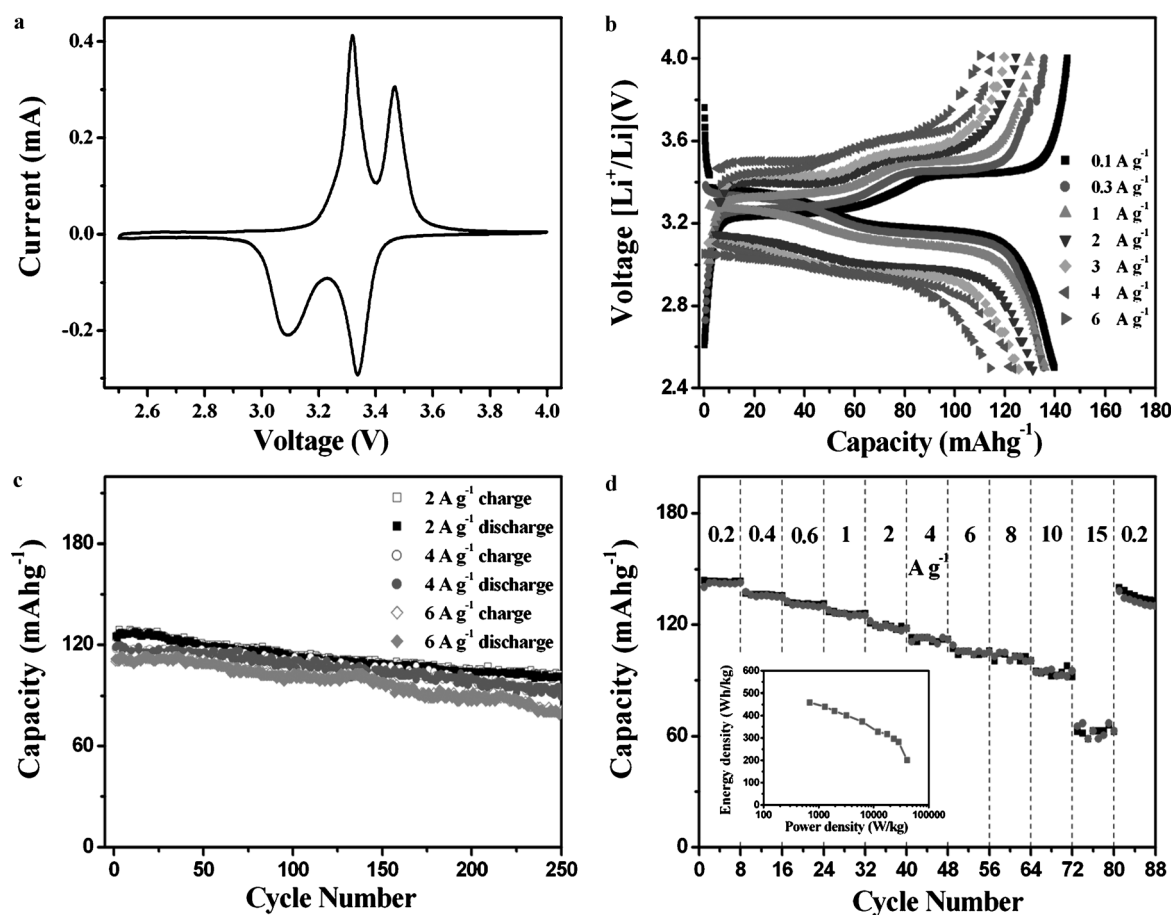 a
Current (mA)
0.4
0.2
0.0
-0.2
2.6 2.8 3.0 3.2 3.4 3.6 3.8 4.0
Voltage (V)
b
Voltage [Li⁺/Li](V)
4.0
3.6
3.2
2.8
2.4
0.1 A g⁻¹
0.3 A g⁻¹
1 A g⁻¹
2 A g⁻¹
3 A g⁻¹
4 A g⁻¹
6 A g⁻¹
0 20 40 60 80 100 120 140 160 180
Capacity (mAhg⁻¹)
c
Capacity (mAhg⁻¹)
180
120
60
0
2 A g⁻¹ charge
2 A g⁻¹ discharge
4 A g⁻¹ charge
4 A g⁻¹ discharge
6 A g⁻¹ charge
6 A g⁻¹ discharge
0 50 100 150 200 250
Cycle Number
d
Capacity (mAhg⁻¹)
180
120
60
0
0.2 0.4 0.6 1 2 4 6 8 10 15 0.2
A g⁻¹
Energy density (Wh/kg)
600
500
400
300
200
100
0
100 1000 10000 100000
Power density (W/kg)
0 8 16 24 32 40 48 56 64 72 80 88
Cycle Number